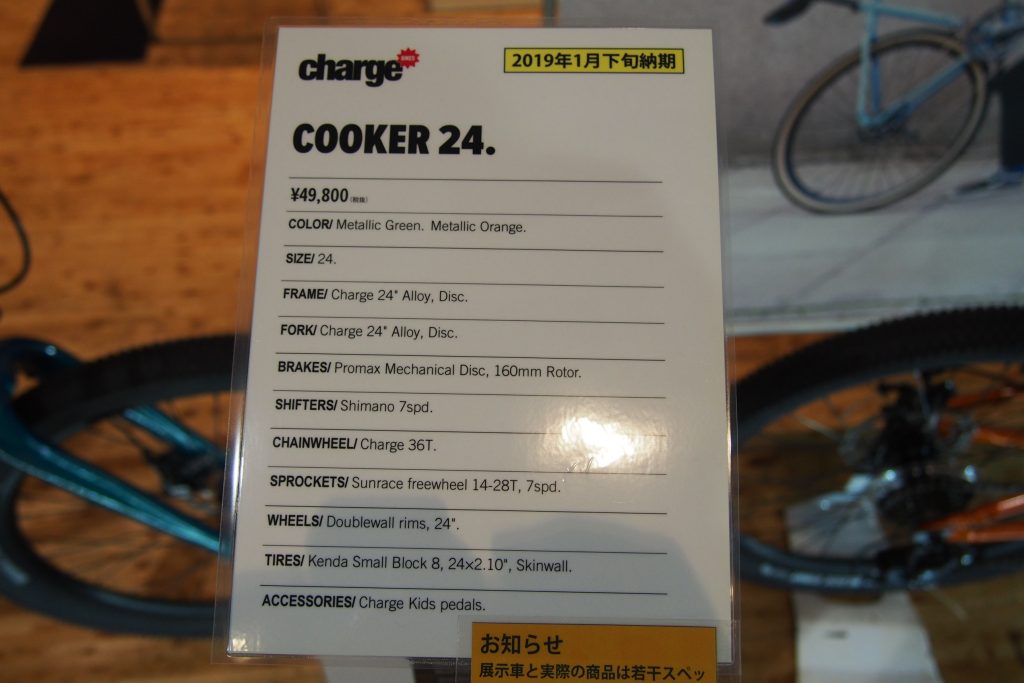 charge BIKES
2019年1月下旬納期
COOKER 24.
¥49,800(税抜)
COLOR/ Metallic Green. Metallic Orange.
SIZE/ 24.
FRAME/ Charge 24" Alloy, Disc.
FORK/ Charge 24" Alloy, Disc.
BRAKES/ Promax Mechanical Disc, 160mm Rotor.
SHIFTERS/ Shimano 7spd.
CHAINWHEEL/ Charge 36T.
SPROCKETS/ Sunrace freewheel 14-28T, 7spd.
WHEELS/ Doublewall rims, 24".
TIRES/ Kenda Small Block 8, 24×2.10", Skinwall.
ACCESSORIES/ Charge Kids pedals.
お知らせ
展示車と実際の商品は若干スペッ